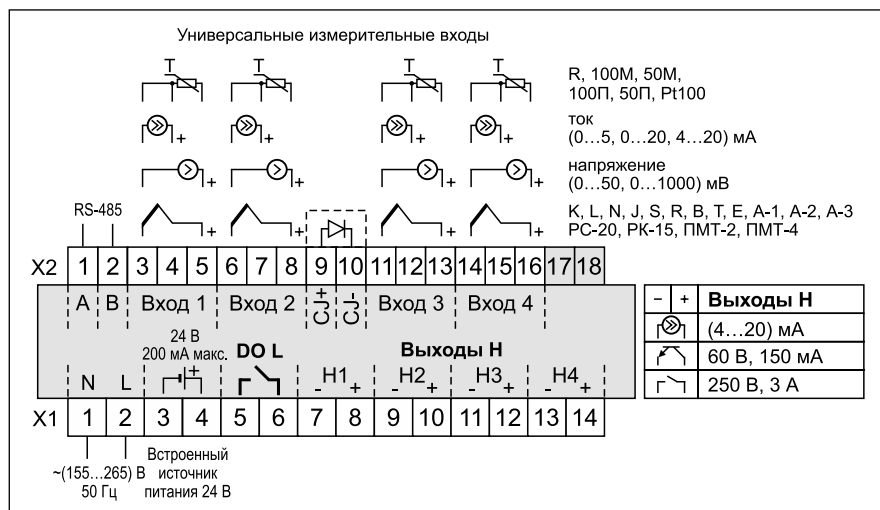 Универсальные измерительные входы
T T T T
R, 100М, 50М,
100П, 50П, Pt100
ток
(0…5, 0…20, 4…20) мА
напряжение
(0…50, 0…1000) мВ
K, L, N, J, S, R, B, T, E, A-1, A-2, A-3
РС-20, РК-15, ПМТ-2, ПМТ-4
+ + + +
+ + + +
+ + + +
RS-485
X2 1 2 3 4 5 6 7 8 9 10 11 12 13 14 15 16 17 18
A B Вход 1 Вход 2 CJ+ CJ- Вход 3 Вход 4
24 В
200 мА макс.
DO L
Выходы H
N L + - H1 + - H2 + - H3 + - H4 +
X1 1 2 3 4 5 6 7 8 9 10 11 12 13 14
~(155…265) В
50 Гц
Встроенный
источник
питания 24 В
- + Выходы H
(4…20) мА
60 В, 150 мА
250 В, 3 А